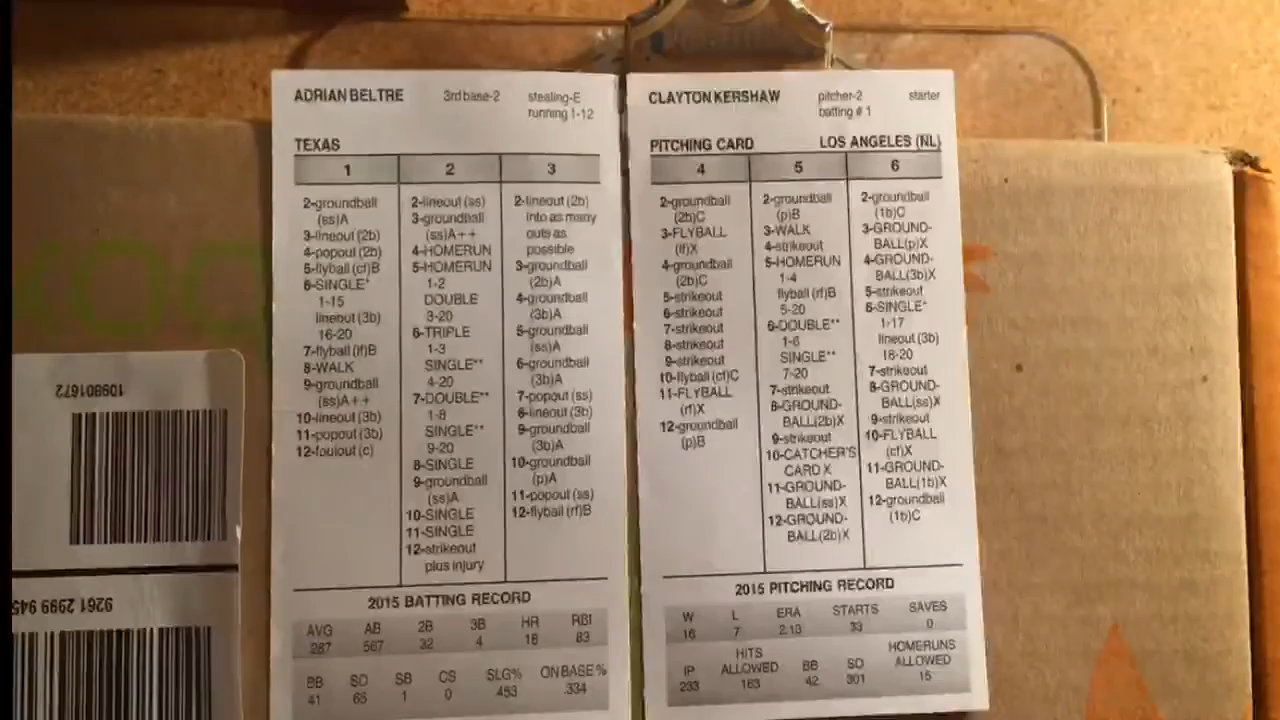 ADRIAN BELTRE 3rd base-2 stealing-E
running 1-12
TEXAS
1 2 3
2-groundball
(ss)A
3-lineout (2b)
4-popout (2b)
5-flyball (cf)B
6-SINGLE*
1-15
lineout (3b)
16-20
7-flyball (lf)B
8-WALK
9-groundball
(ss)A++
10-lineout (3b)
11-popout (3b)
12-foulout (c)
2-lineout (ss)
3-groundball
(ss)A++
4-HOMERUN
5-HOMERUN
1-2
DOUBLE
3-20
6-TRIPLE
1-3
SINGLE**
4-20
7-DOUBLE**
1-8
SINGLE**
9-20
8-SINGLE
9-groundball
(ss)A
10-SINGLE
11-SINGLE
12-strikeout
plus injury
2-lineout (2b)
into as many
outs as
possible
3-groundball
(2b)A
4-groundball
(3b)A
5-groundball
(ss)A
6-groundball
(3b)A
7-popout (ss)
8-lineout (3b)
9-groundball
(3b)A
10-groundball
(p)A
11-popout (ss)
12-flyball (rf)B
2015 BATTING RECORD
AVG AB 2B 3B HR RBI
.287 567 32 4 18 83
BB SO SB CS SLG% ON BASE %
41 65 1 0 .453 .334
CLAYTON KERSHAW pitcher-2 starter
batting # 1
PITCHING CARD LOS ANGELES (NL)
4 5 6
2-groundball
(2b)C
3-FLYBALL
(lf)X
4-groundball
(2b)C
5-strikeout
6-strikeout
7-strikeout
8-strikeout
9-strikeout
10-flyball (cf)C
11-FLYBALL
(rf)X
12-groundball
(p)B
2-groundball
(p)B
3-WALK
4-strikeout
5-HOMERUN
1-4
flyball (rf)B
5-20
6-DOUBLE**
1-6
SINGLE**
7-20
7-strikeout
8-GROUND-
BALL(2b)X
9-strikeout
10-CATCHER'S
CARD X
11-GROUND-
BALL(ss)X
12-GROUND-
BALL(2b)X
2-groundball
(1b)C
3-GROUND-
BALL(p)X
4-GROUND-
BALL(3b)X
5-strikeout
6-SINGLE*
1-17
lineout (3b)
18-20
7-strikeout
8-GROUND-
BALL(ss)X
9-strikeout
10-FLYBALL
(cf)X
11-GROUND-
BALL(1b)X
12-groundball
(1b)C
2015 PITCHING RECORD
W L ERA STARTS SAVES
16 7 2.13 33 0
IP HITS ALLOWED BB SO HOMERUNS ALLOWED
233 163 42 301 15
109801672
9261 2999 945